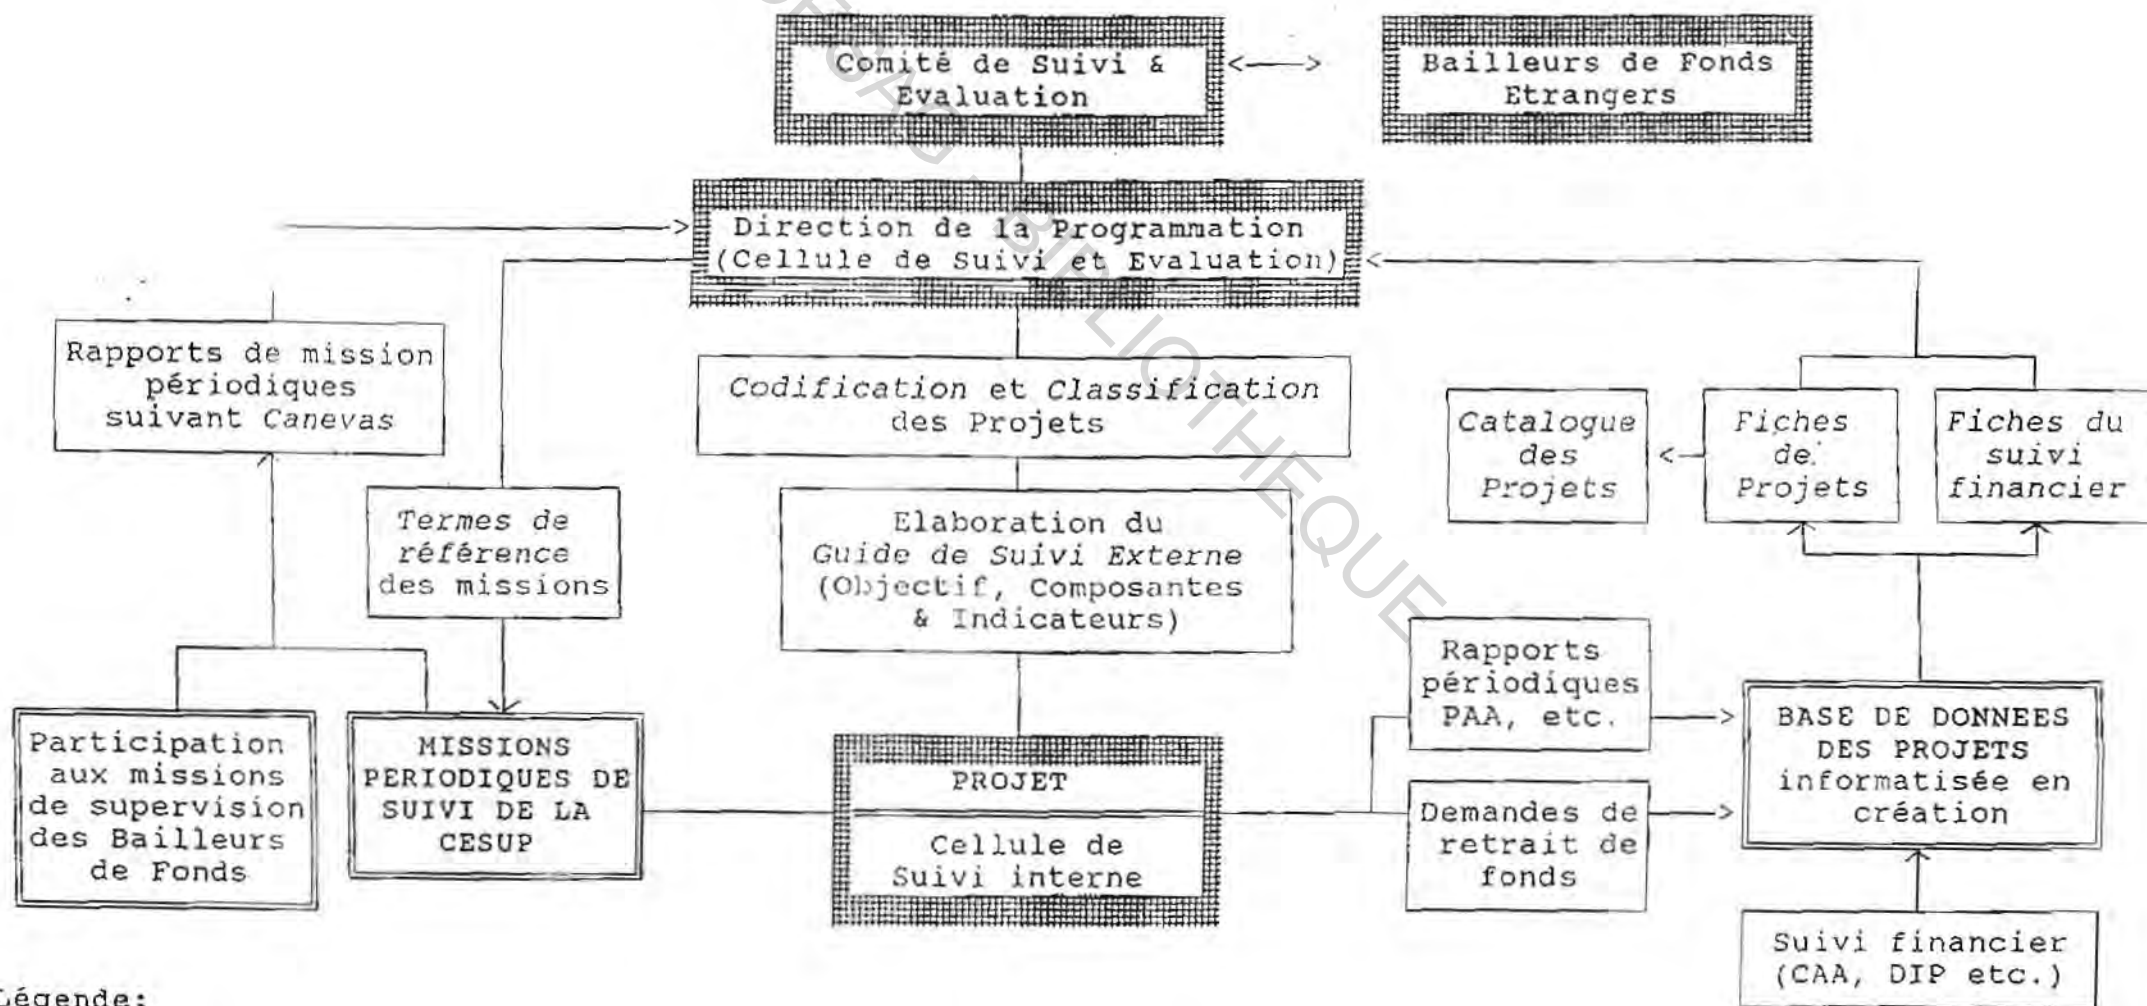 Comité de Suivi &
Evaluation
Bailleurs de Fonds
Etrangers
Direction de la Programmation
(Cellule de Suivi et Evaluation)
Rapports de mission
périodiques
suivant Canevas
Codification et Classification
des Projets
Catalogue
des
Projets
Fiches
de
Projets
Fiches du
suivi
financier
Termes de
référence
des missions
Elaboration du
Guide de Suivi Externe
(Objectif, Composantes
& Indicateurs)
Rapports
périodiques
PAA, etc.
Participation
aux missions
de supervision
des Bailleurs
de Fonds
MISSIONS
PERIODIQUES DE
SUIVI DE LA
CESUP
PROJET
Cellule de
Suivi interne
Demandes de
retrait de
fonds
BASE DE DONNEES
DES PROJETS
informatisée en
création
Suivi financier
(CAA, DIP etc.)
Légende:
BIBLIOTHEQUE